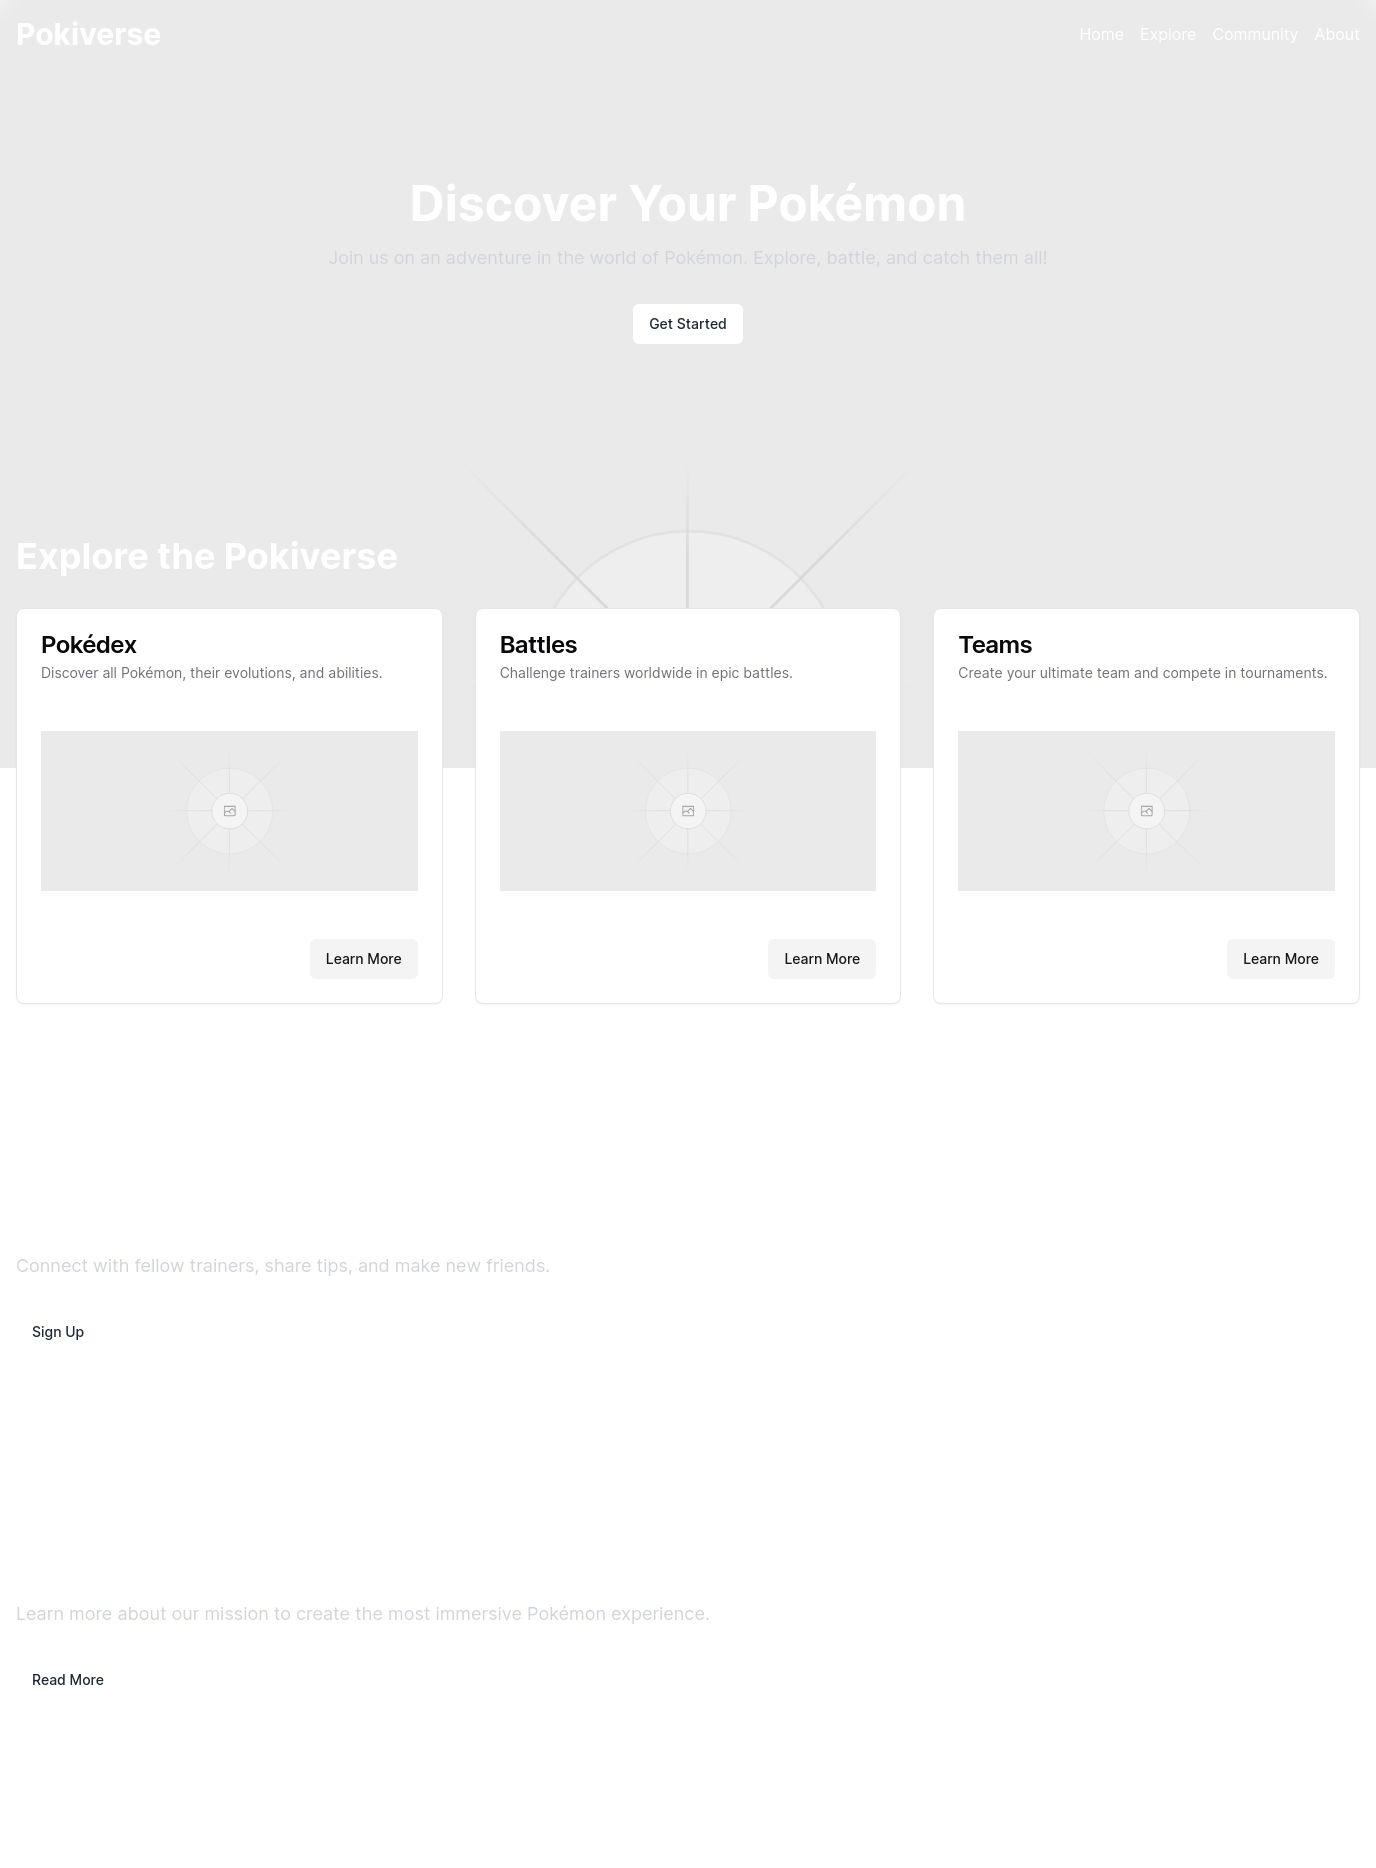 Pokiverse
Home Explore Community About
Discover Your Pokémon
Join us on an adventure in the world of Pokémon. Explore, battle, and catch them all!
Get Started
Explore the Pokiverse
Pokédex
Discover all Pokémon, their evolutions, and abilities.
Learn More
Battles
Challenge trainers worldwide in epic battles.
Learn More
Teams
Create your ultimate team and compete in tournaments.
Learn More
Connect with fellow trainers, share tips, and make new friends.
Sign Up
Learn more about our mission to create the most immersive Pokémon experience.
Read More